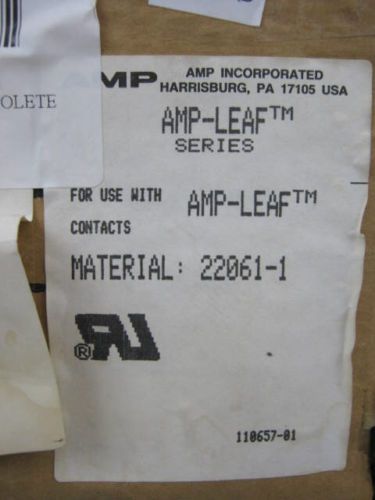 OLETE
AMP
AMP INCORPORATED
HARRISBURG, PA 17105 USA
AMP-LEAF™
SERIES
FOR USE WITH AMP-LEAF™
CONTACTS
MATERIAL: 22061-1
®
110657-01